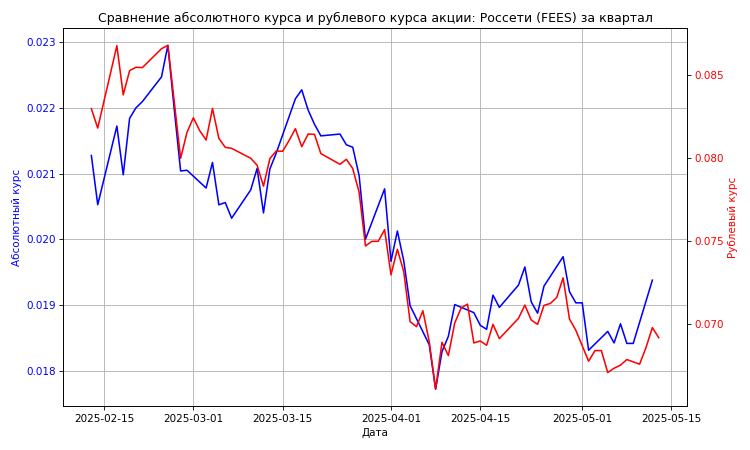 Сравнение абсолютного курса и рублевого курса акции: Россети (FEES) за квартал
0.023
0.022
0.021
0.020
0.019
0.018
Абсолютный курс
0.085
0.080
0.075
0.070
Рублевый курс
2025-02-15 2025-03-01 2025-03-15 2025-04-01 2025-04-15 2025-05-01 2025-05-15
Дата